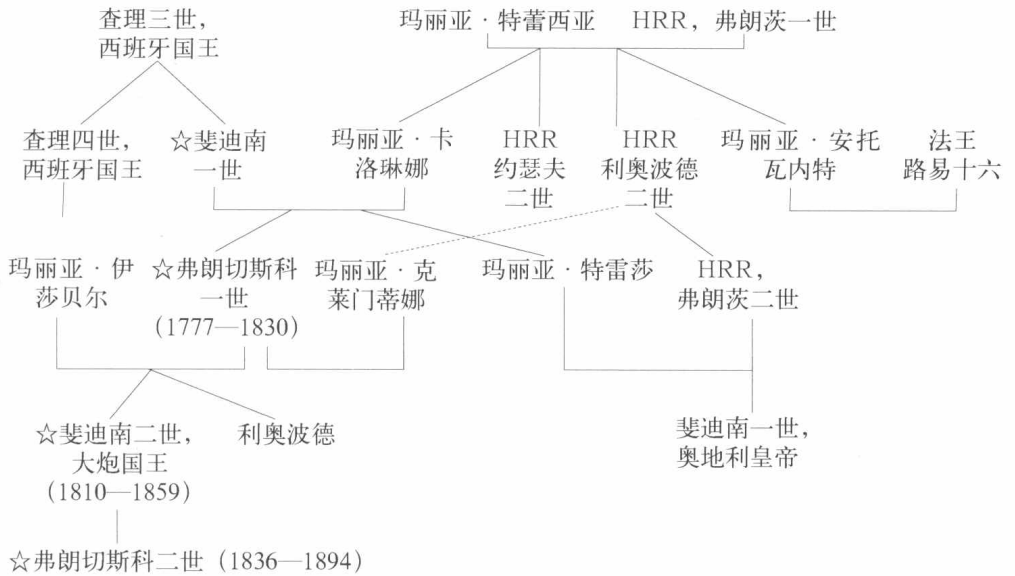 查理三世，
西班牙国王
玛丽亚·特蕾西亚 HRR，弗朗茨一世
查理四世，
西班牙国王
☆斐迪南
一世
玛丽亚·卡
洛琳娜
HRR
约瑟夫
二世
HRR
利奥波德
二世
玛丽亚·安托
瓦内特
法王
路易十六
玛丽亚·伊
莎贝尔
☆弗朗切斯科
一世
（1777—1830）
玛丽亚·克
莱门蒂娜
玛丽亚·特雷莎
HRR，
弗朗茨二世
☆斐迪南二世，
大炮国王
（1810—1859）
利奥波德
斐迪南一世，
奥地利皇帝
☆弗朗切斯科二世（1836—1894）